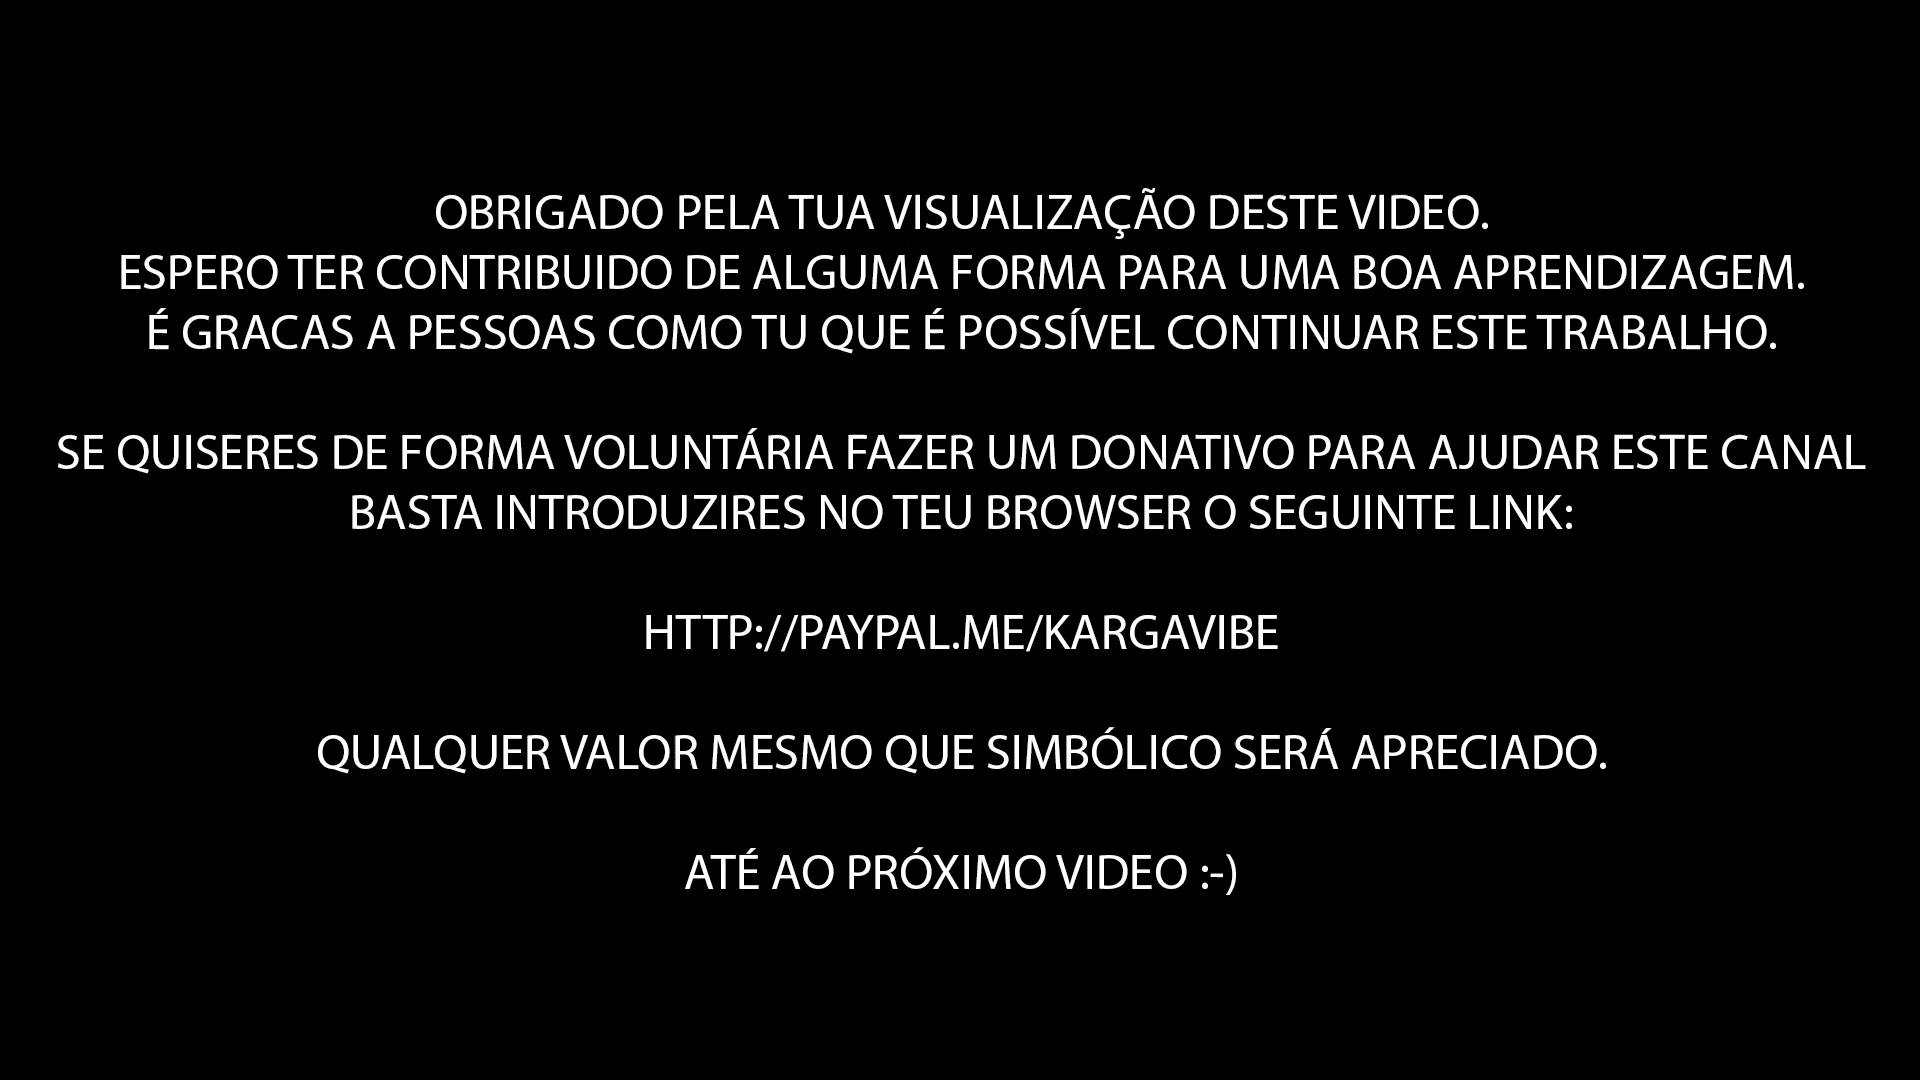 OBRIGADO PELA TUA VISUALIZAÇÃO DESTE VIDEO.
ESPERO TER CONTRIBUIDO DE ALGUMA FORMA PARA UMA BOA APRENDIZAGEM.
É GRACAS A PESSOAS COMO TU QUE É POSSÍVEL CONTINUAR ESTE TRABALHO.
SE QUISERES DE FORMA VOLUNTÁRIA FAZER UM DONATIVO PARA AJUDAR ESTE CANAL
BASTA INTRODUZIRES NO TEU BROWSER O SEGUINTE LINK:
HTTP://PAYPAL.ME/KARGAVIBE
QUALQUER VALOR MESMO QUE SIMBÓLICO SERÁ APRECIADO.
ATÉ AO PRÓXIMO VIDEO :-)